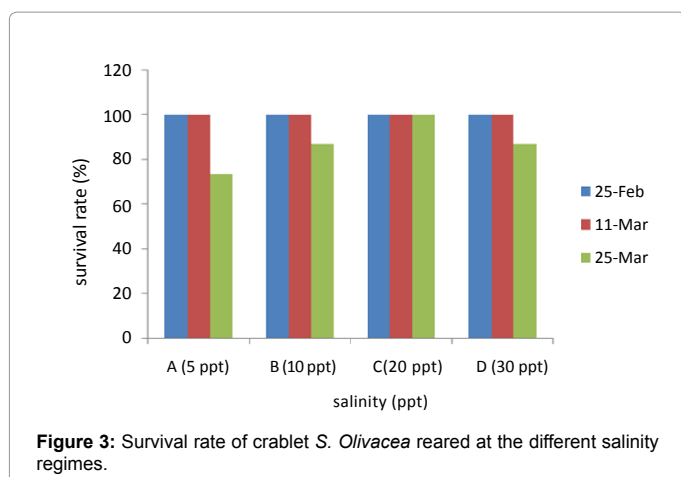 120
100
80
60
40
20
0
survival rate (%)
A (5 ppt) B (10 ppt) C(20 ppt) D (30 ppt)
salinity (ppt)
25-Feb
11-Mar
25-Mar
Figure 3: Survival rate of crablet S. Olivacea reared at the different salinity
regimes.